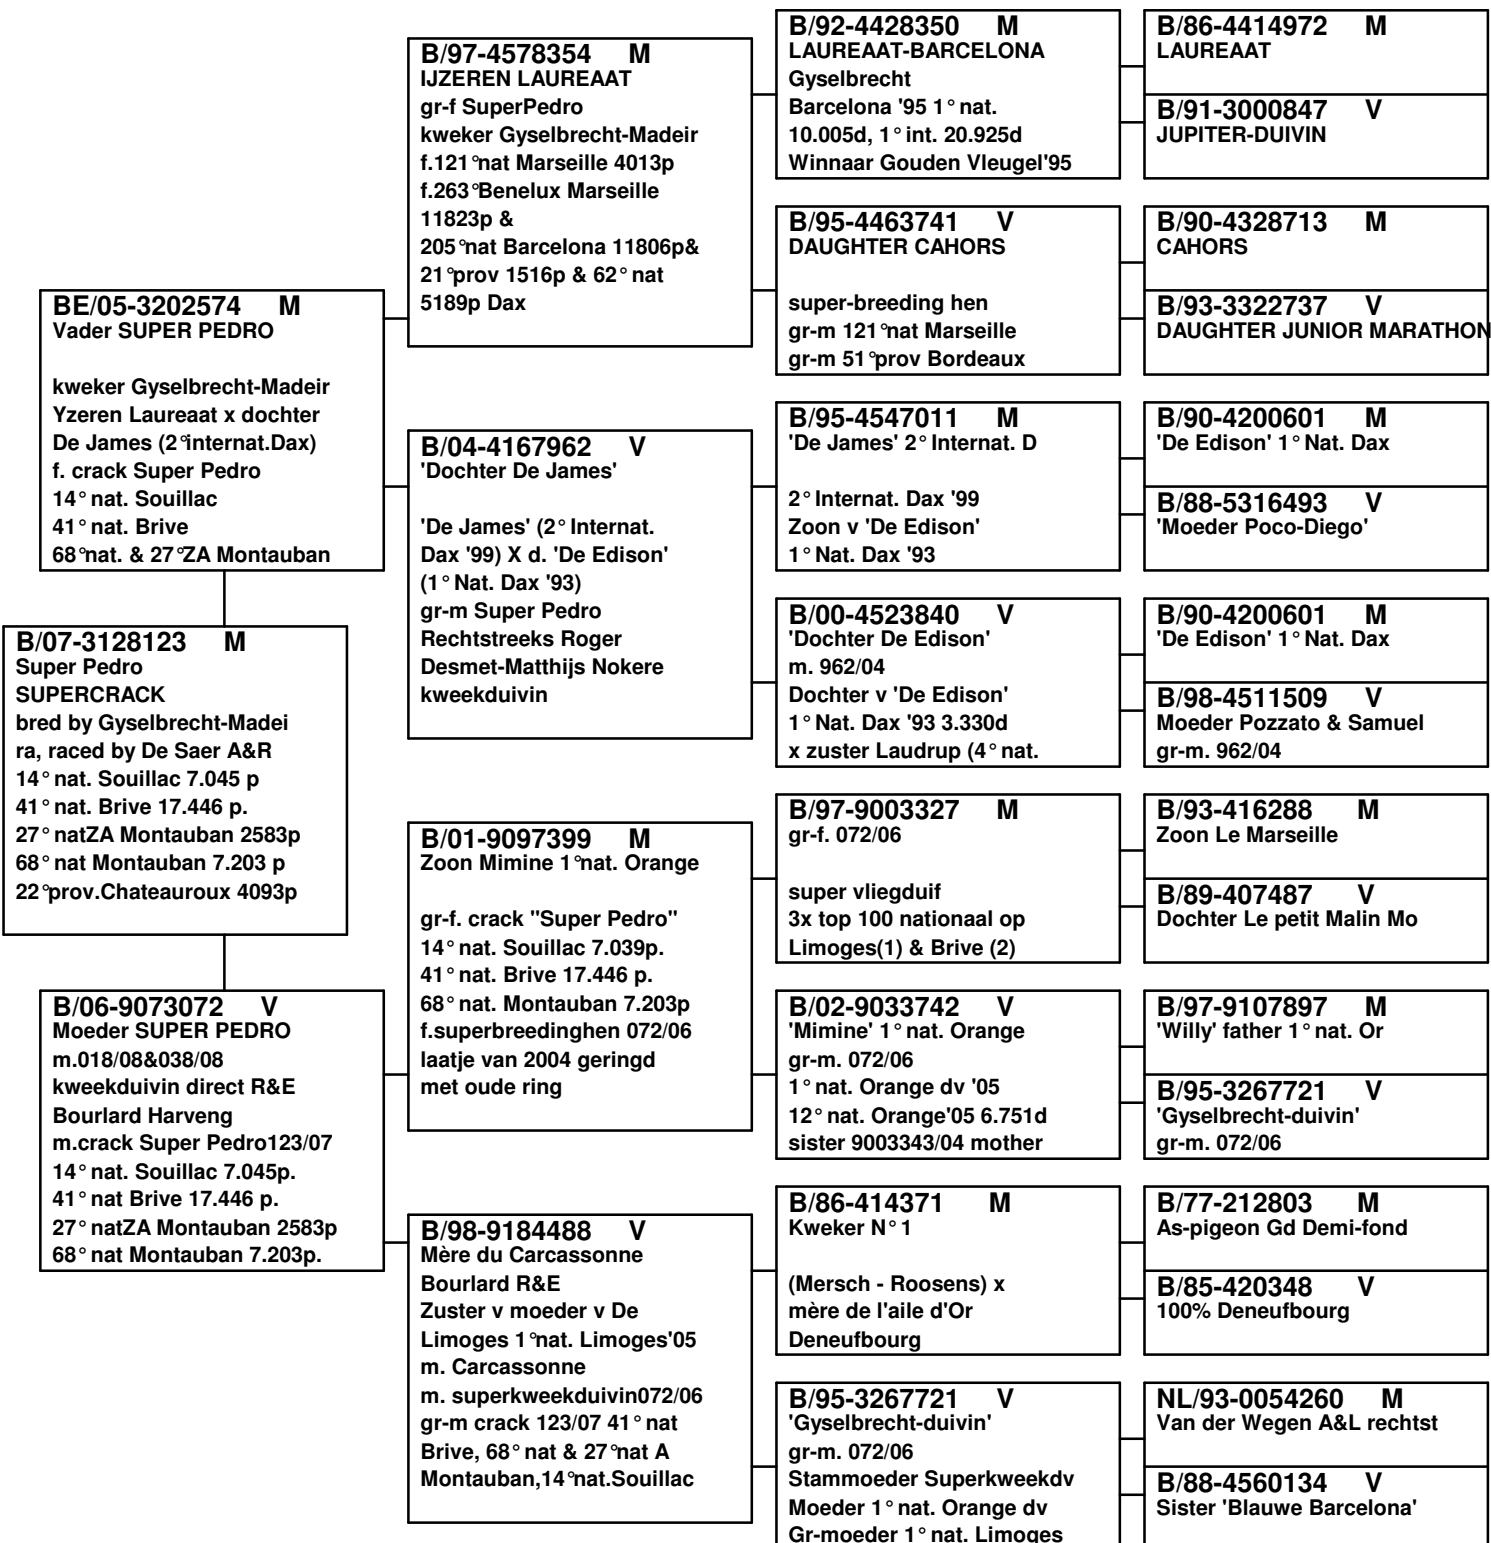 B/07-3128123 M
Super Pedro
SUPERCRACK
bred by Gyselbrecht-Madei
ra, raced by De Saer A&R
14° nat. Souillac 7.045 p
41° nat. Brive 17.446 p.
27° natZA Montauban 2583p
68° nat Montauban 7.203 p
22°prov.Chateauroux 4093p
BE/05-3202574 M
Vader SUPER PEDRO
kweker Gyselbrecht-Madeir
Yzeren Laureaat x dochter
De James (2°internat.Dax)
f. crack Super Pedro
14° nat. Souillac
41° nat. Brive
68°nat. & 27°ZA Montauban
B/06-9073072 V
Moeder SUPER PEDRO
m.018/08&038/08
kweekduivin direct R&E
Bourlard Harveng
m.crack Super Pedro123/07
14° nat. Souillac 7.045p.
41° nat Brive 17.446 p.
27° natZA Montauban 2583p
68° nat Montauban 7.203p.
B/97-4578354 M
IJZEREN LAUREAAT
gr-f SuperPedro
kweker Gyselbrecht-Madeir
f.121°nat Marseille 4013p
f.263°Benelux Marseille
11823p &
205°nat Barcelona 11806p&
21°prov 1516p & 62° nat
5189p Dax
B/04-4167962 V
'Dochter De James'
'De James' (2° Internat.
Dax '99) X d. 'De Edison'
(1° Nat. Dax '93)
gr-m Super Pedro
Rechtstreeks Roger
Desmet-Matthijs Nokere
kweekduivin
B/01-9097399 M
Zoon Mimine 1°nat. Orange
gr-f. crack "Super Pedro"
14° nat. Souillac 7.039p.
41° nat. Brive 17.446 p.
68° nat. Montauban 7.203p
f.superbreedinghen 072/06
laatje van 2004 geringd
met oude ring
B/98-9184488 V
Mère du Carcassonne
Bourlard R&E
Zuster v moeder v De
Limoges 1°nat. Limoges'05
m. Carcassonne
m. superkweekduivin072/06
gr-m crack 123/07 41° nat
Brive, 68° nat & 27°nat A
Montauban,14°nat.Souillac
B/92-4428350 M
LAUREAAT-BARCELONA
Gyselbrecht
Barcelona '95 1° nat.
10.005d, 1° int. 20.925d
Winnaar Gouden Vleugel'95
B/95-4463741 V
DAUGHTER CAHORS
super-breeding hen
gr-m 121°nat Marseille
gr-m 51°prov Bordeaux
B/95-4547011 M
'De James' 2° Internat. D
2° Internat. Dax '99
Zoon v 'De Edison'
1° Nat. Dax '93
B/00-4523840 V
'Dochter De Edison'
m. 962/04
Dochter v 'De Edison'
1° Nat. Dax '93 3.330d
x zuster Laudrup (4° nat.
B/97-9003327 M
gr-f. 072/06
super vliegduif
3x top 100 nationaal op
Limoges(1) & Brive (2)
B/02-9033742 V
'Mimine' 1° nat. Orange
gr-m. 072/06
1° nat. Orange dv '05
12° nat. Orange'05 6.751d
sister 9003343/04 mother
B/86-414371 M
Kweker N° 1
(Mersch - Roosens) x
mère de l'aile d'Or
Deneufbourg
B/95-3267721 V
'Gyselbrecht-duivin'
gr-m. 072/06
Stammoeder Superkweekdv
Moeder 1° nat. Orange dv
Gr-moeder 1° nat. Limoges
B/86-4414972 M
LAUREAAT
B/91-3000847 V
JUPITER-DUIVIN
B/90-4328713 M
CAHORS
B/93-3322737 V
DAUGHTER JUNIOR MARATHON
B/90-4200601 M
'De Edison' 1° Nat. Dax
B/88-5316493 V
'Moeder Poco-Diego'
B/90-4200601 M
'De Edison' 1° Nat. Dax
B/98-4511509 V
Moeder Pozzato & Samuel
gr-m. 962/04
B/93-416288 M
Zoon Le Marseille
B/89-407487 V
Dochter Le petit Malin Mo
B/97-9107897 M
'Willy' father 1° nat. Or
B/95-3267721 V
'Gyselbrecht-duivin'
gr-m. 072/06
B/77-212803 M
As-pigeon Gd Demi-fond
B/85-420348 V
100% Deneufbourg
NL/93-0054260 M
Van der Wegen A&L rechtst
B/88-4560134 V
Sister 'Blauwe Barcelona'